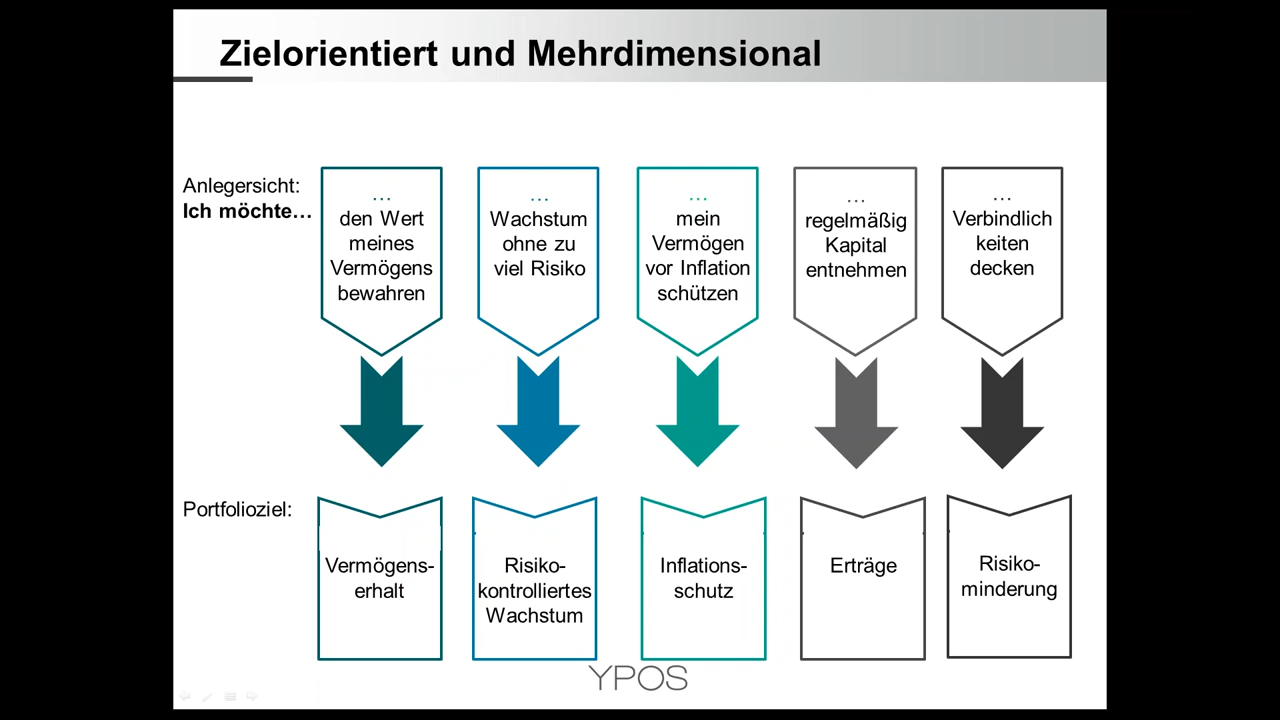 Zielorientiert und Mehrdimensional
Anlegersicht:
Ich möchte…
…
den Wert
meines
Vermögens
bewahren
…
Wachstum
ohne zu
viel Risiko
…
mein
Vermögen
vor Inflation
schützen
…
regelmäßig
Kapital
entnehmen
…
Verbindlich
keiten
decken
Portfolioziel:
Vermögens-
erhalt
Risiko-
kontrolliertes
Wachstum
Inflations-
schutz
Erträge
Risiko-
minderung
YPOS